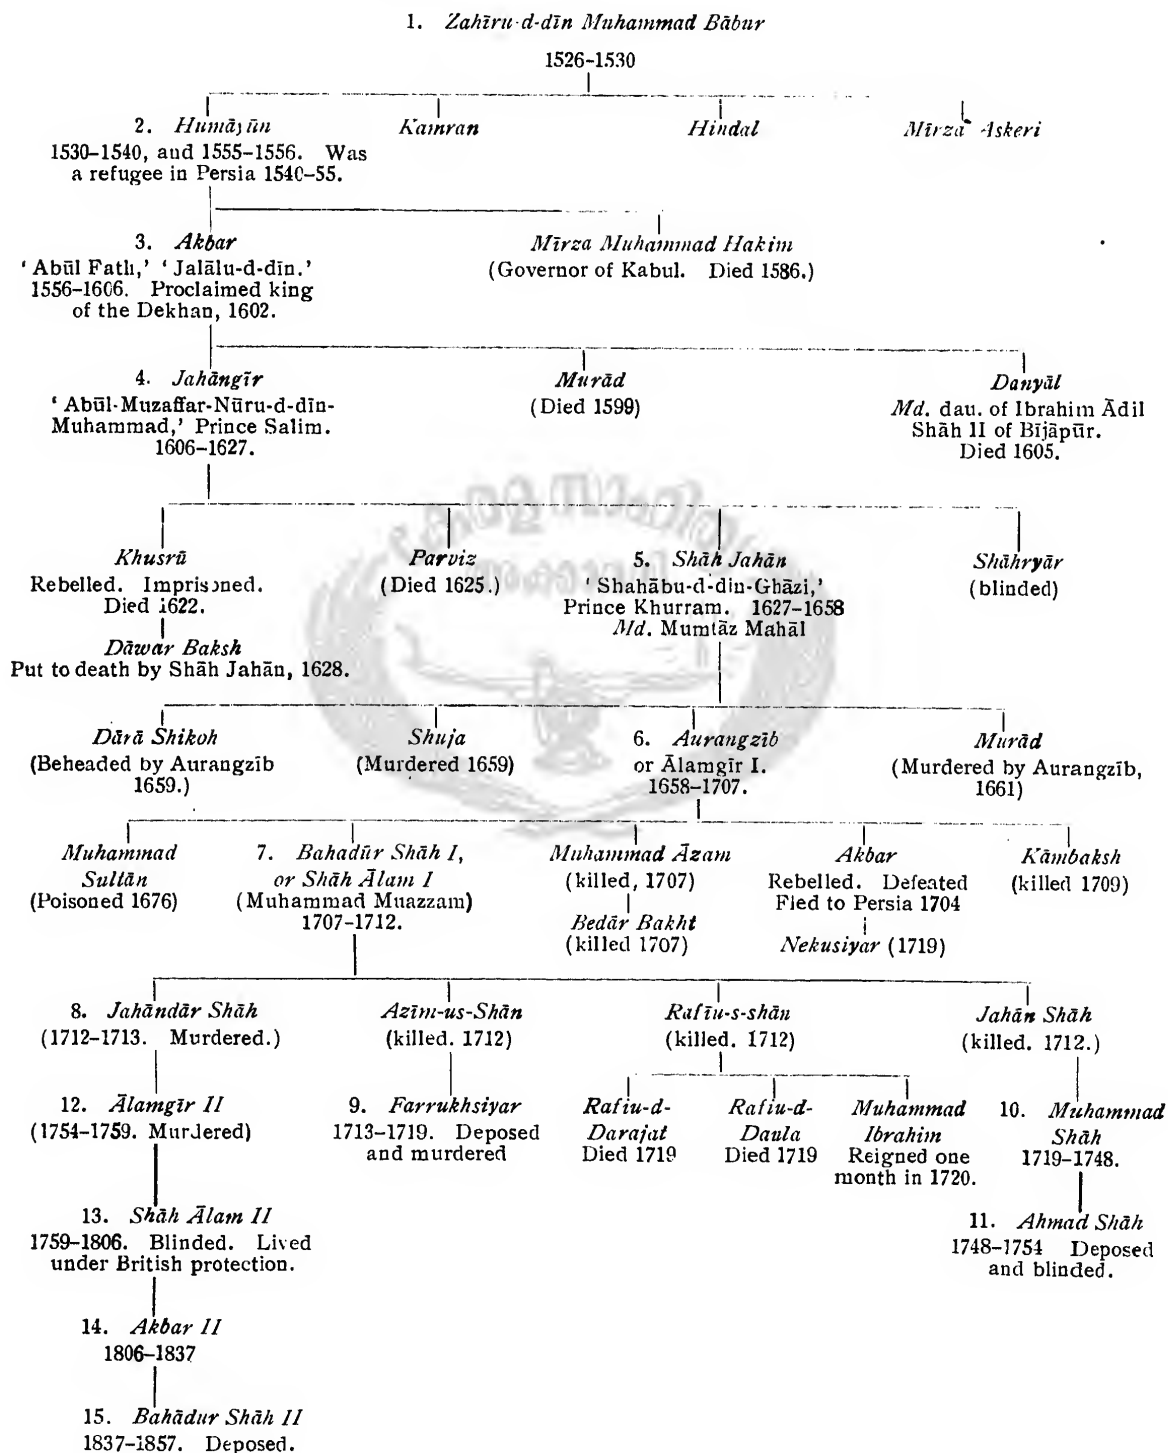 1. Zahīru-d-dīn Muhammad Bābur
1526–1530
2. Humāyūn
1530–1540, and 1555–1556. Was
a refugee in Persia 1540–55.
Kamran
Hindal
Mīrza Askeri
3. Akbar
‘Abūl Fath,’ ‘Jalālu-d-dīn.’
1556–1606. Proclaimed king
of the Dekhan, 1602.
Mīrza Muhammad Hakim
(Governor of Kabul. Died 1586.)
4. Jahāngīr
‘Abūl-Muzaffar-Nūru-d-dīn-
Muhammad,’ Prince Salim.
1606–1627.
Murād
(Died 1599)
Danyāl
Md. dau. of Ibrahim Ādil
Shāh II of Bījāpūr.
Died 1605.
Khusrū
Rebelled. Imprisoned.
Died 1622.
Dāwar Baksh
Put to death by Shāh Jahān, 1628.
Parviz
(Died 1625.)
5. Shāh Jahān
‘Shahābu-d-din-Ghāzi,’
Prince Khurram. 1627–1658
Md. Mumtāz Mahāl
Shāhryār
(blinded)
Dārā Shikoh
(Beheaded by Aurangzīb
1659.)
Shuja
(Murdered 1659)
6. Aurangzīb
or Ālamgīr I.
1658–1707.
Murād
(Murdered by Aurangzīb,
1661)
Muhammad
Sultān
(Poisoned 1676)
7. Bahadūr Shāh I,
or Shāh Ālam I
(Muhammad Muazzam)
1707–1712.
Muhammad Āzam
(killed, 1707)
Bedār Bakht
(killed 1707)
Akbar
Rebelled. Defeated
Fled to Persia 1704
Nekusiyar (1719)
Kāmbaksh
(killed 1709)
8. Jahāndār Shāh
(1712–1713. Murdered.)
Azīm-us-Shān
(killed. 1712)
Rafīu-s-shān
(killed. 1712)
Jahān Shāh
(killed. 1712.)
12. Ālamgīr II
(1754–1759. Murdered)
9. Farrukhsiyar
1713–1719. Deposed
and murdered
Rafiu-d-
Darajat
Died 1719
Rafiu-d-
Daula
Died 1719
Muhammad
Ibrahim
Reigned one
month in 1720.
10. Muhammad
Shāh
1719–1748.
13. Shāh Ālam II
1759–1806. Blinded. Lived
under British protection.
11. Ahmad Shāh
1748–1754 Deposed
and blinded.
14. Akbar II
1806–1837
15. Bahādur Shāh II
1837–1857. Deposed.